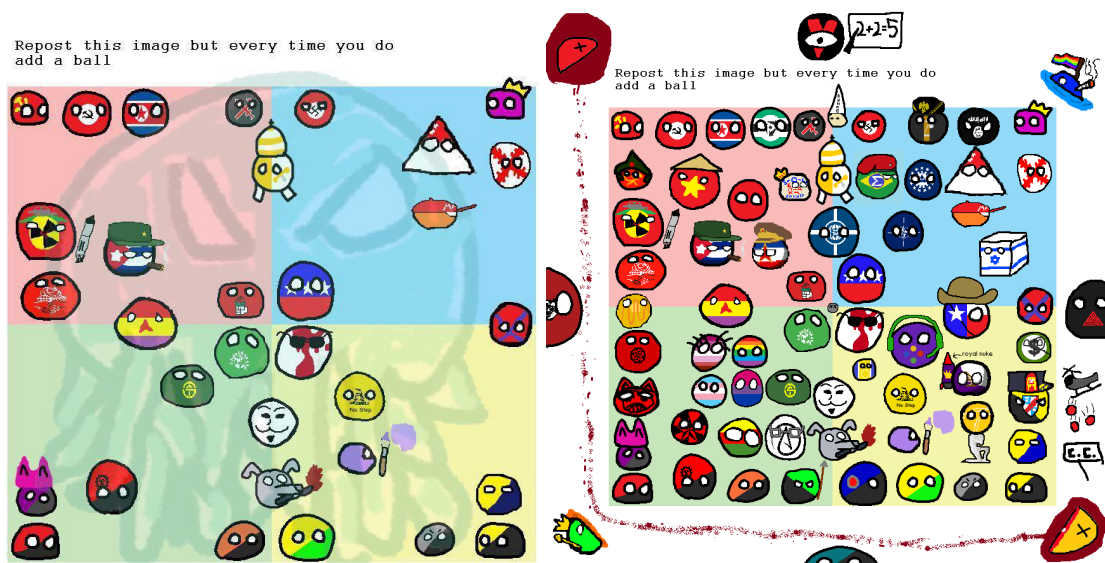 Repost this image but every time you do
add a ball
No Step
2+2=5
Repost this image but every time you do
add a ball
royal nuke
No Step
C.C.